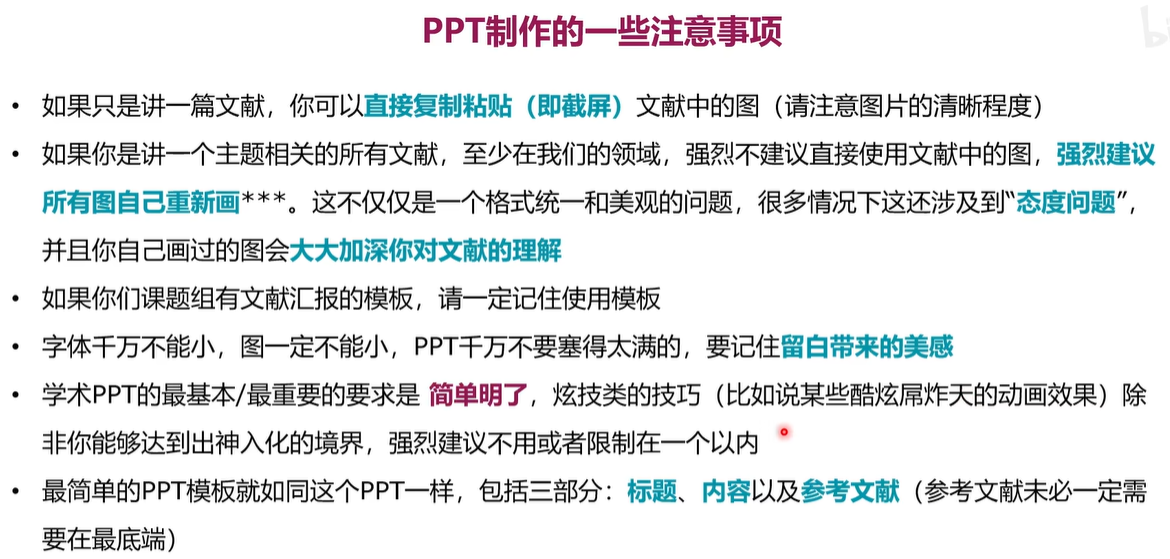 PPT制作的一些注意事项
• 如果只是讲一篇文献，你可以直接复制粘贴（即截屏）文献中的图（请注意图片的清晰程度）
• 如果你是讲一个主题相关的所有文献，至少在我们的领域，强烈不建议直接使用文献中的图，强烈建议
所有图自己重新画***。这不仅仅是一个格式统一和美观的问题，很多情况下这还涉及到“态度问题”，
并且你自己画过的图会大大加深你对文献的理解
• 如果你们课题组有文献汇报的模板，请一定记住使用模板
• 字体千万不能小，图一定不能小，PPT千万不要塞得太满的，要记住留白带来的美感
• 学术PPT的最基本/最重要的要求是 简单明了，炫技类的技巧（比如说某些酷炫屌炸天的动画效果）除
非你能够达到出神入化的境界，强烈建议不用或者限制在一个以内
• 最简单的PPT模板就如同这个PPT一样，包括三部分：标题、内容以及参考文献（参考文献未必一定需
要在最底端）